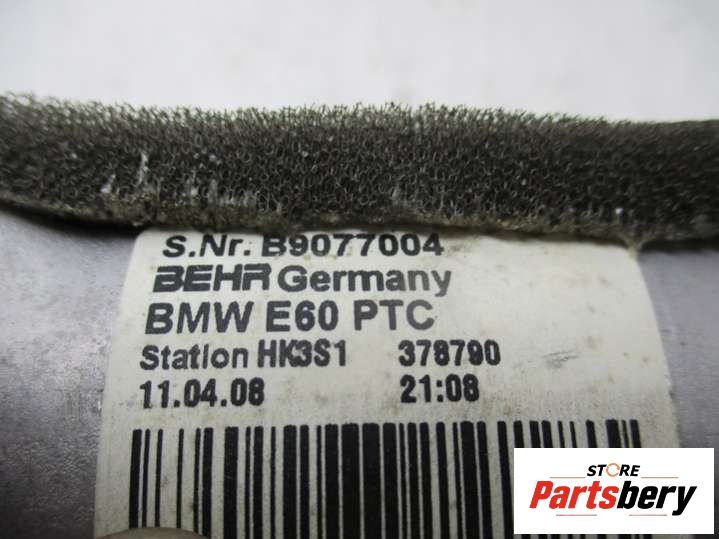 S.Nr. B9077004
BEHR Germany
BMW E60 PTC
Station HK3S1 378790
11.04.08 21:08
STORE
Partsbery